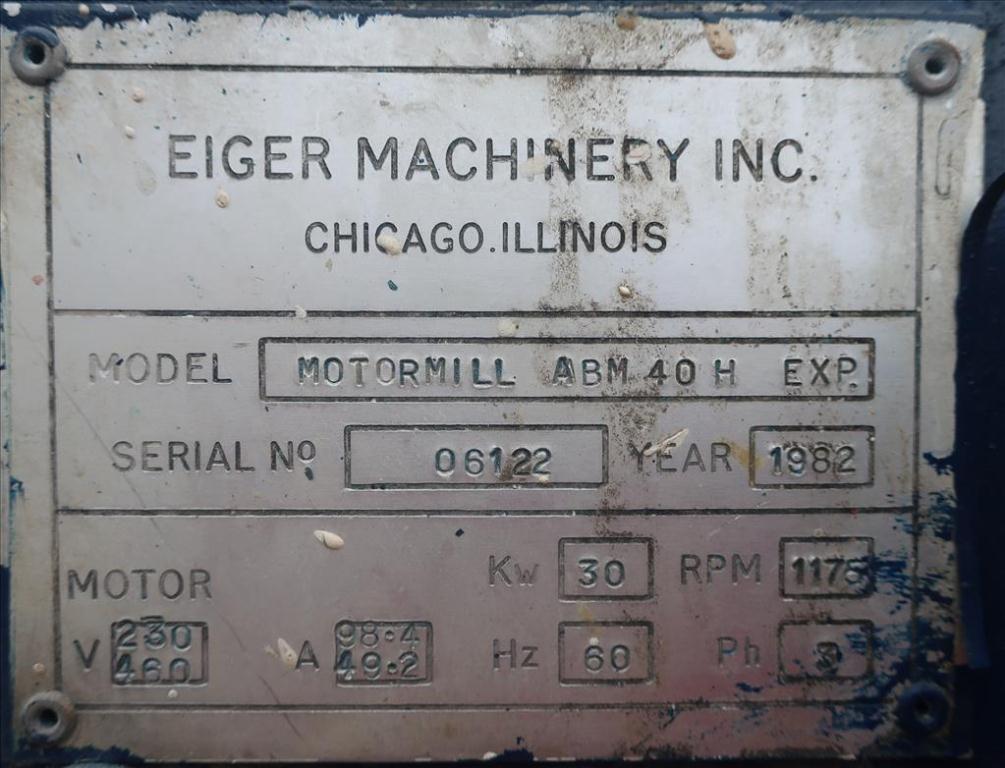 EIGER MACHINERY INC.
CHICAGO.ILLINOIS
MODEL MOTORMILL ABM 40 H EXP.
SERIAL Nº 06122 YEAR 1982
MOTOR Kw 30 RPM 1175
V 230 460 A 98.4 49.2 Hz 60 Ph 3